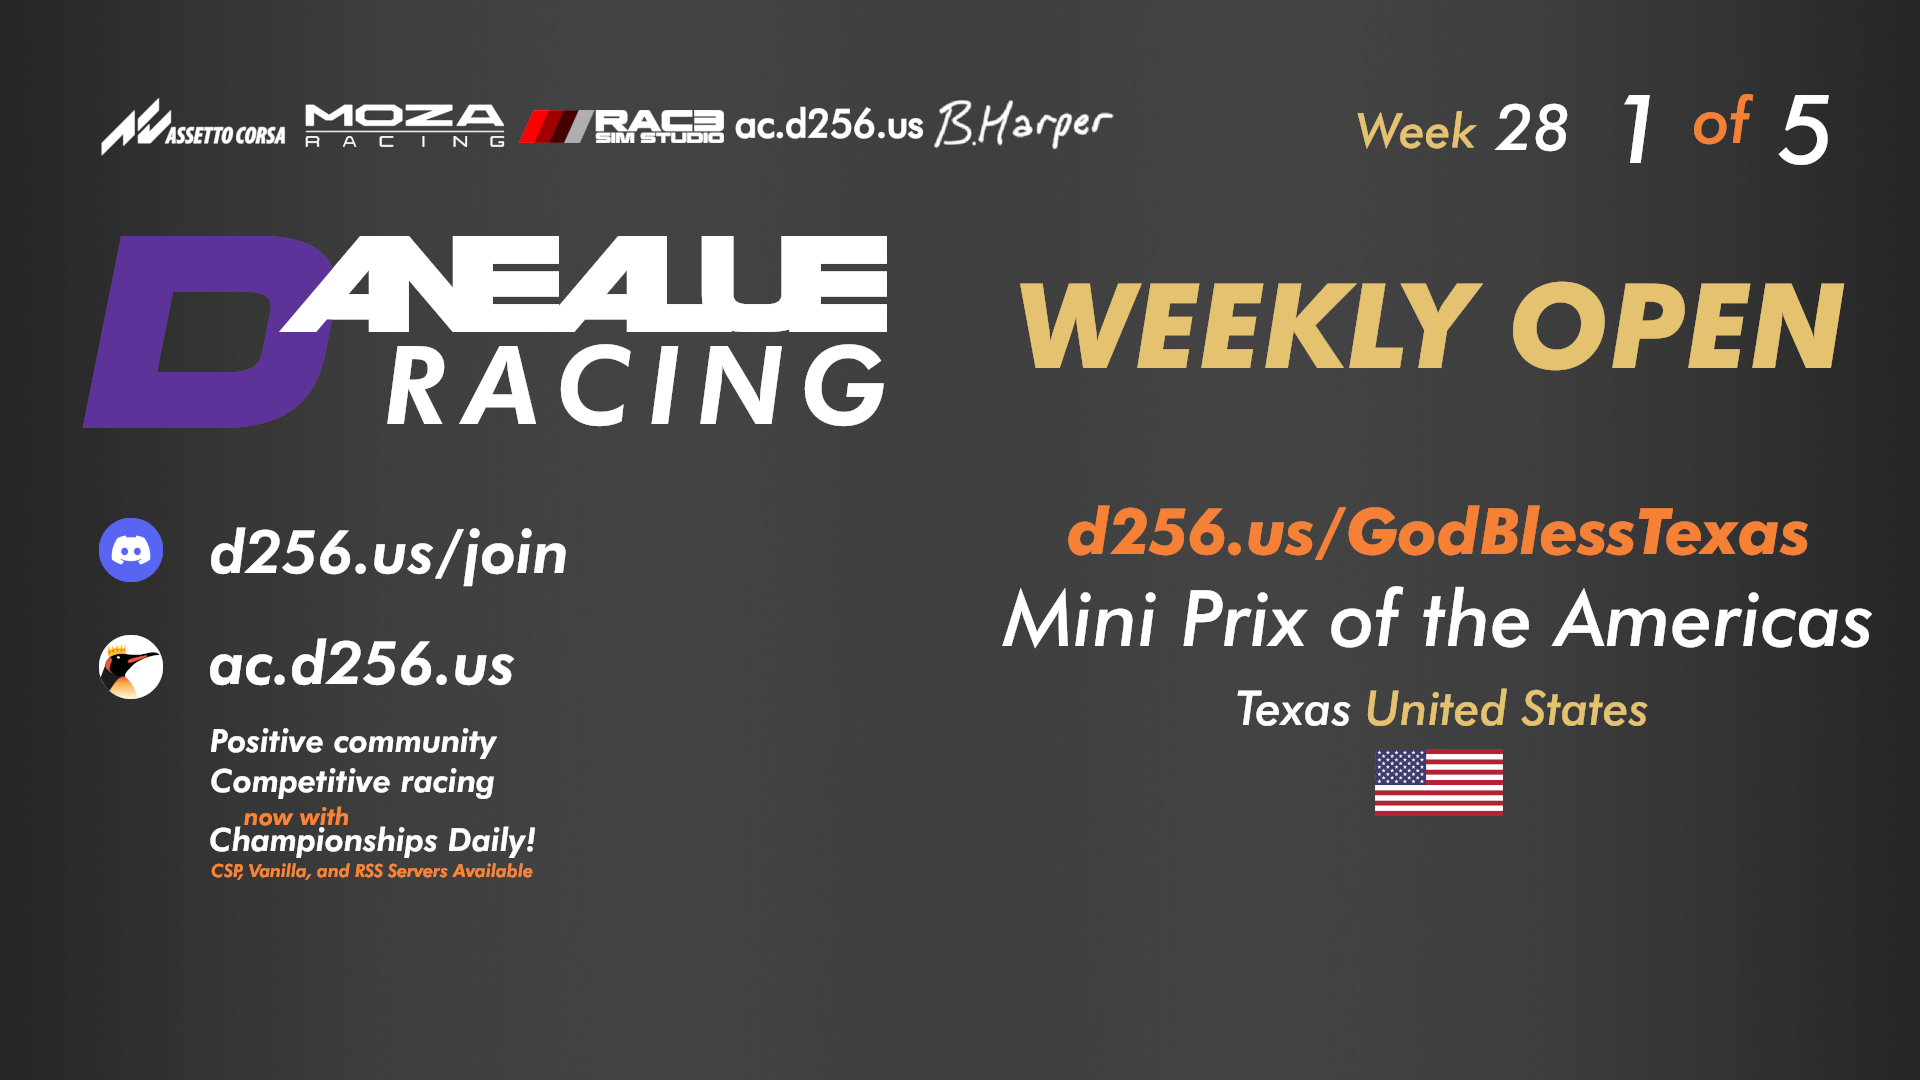 ASSETTO CORSA MOZA RACING RAC3 SIM STUDIO ac.d256.us B.Harper
Week 28 1 of 5
DANEALUE
RACING
WEEKLY OPEN
d256.us/join
ac.d256.us
Positive community
Competitive racing
now with
Championships Daily!
CSP, Vanilla, and RSS Servers Available
d256.us/GodBlessTexas
Mini Prix of the Americas
Texas United States